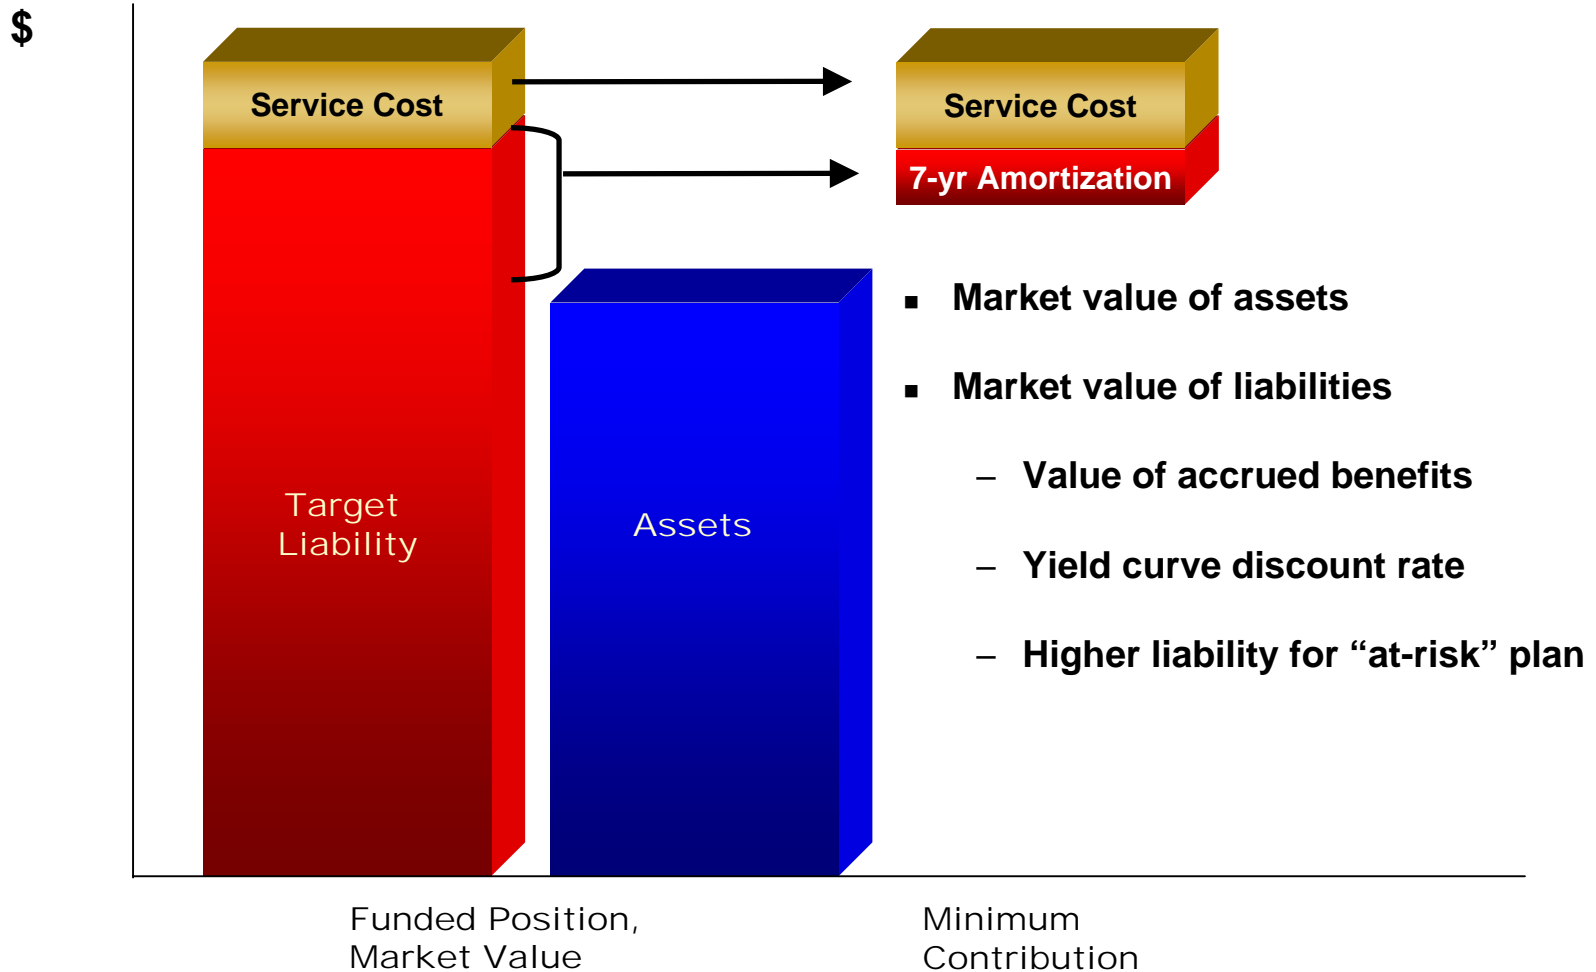 $
Service Cost
Service Cost
7-yr Amortization
Target
Liability
Assets
▪ Market value of assets
▪ Market value of liabilities
– Value of accrued benefits
– Yield curve discount rate
– Higher liability for “at-risk” plan
Funded Position,
Market Value
Minimum
Contribution